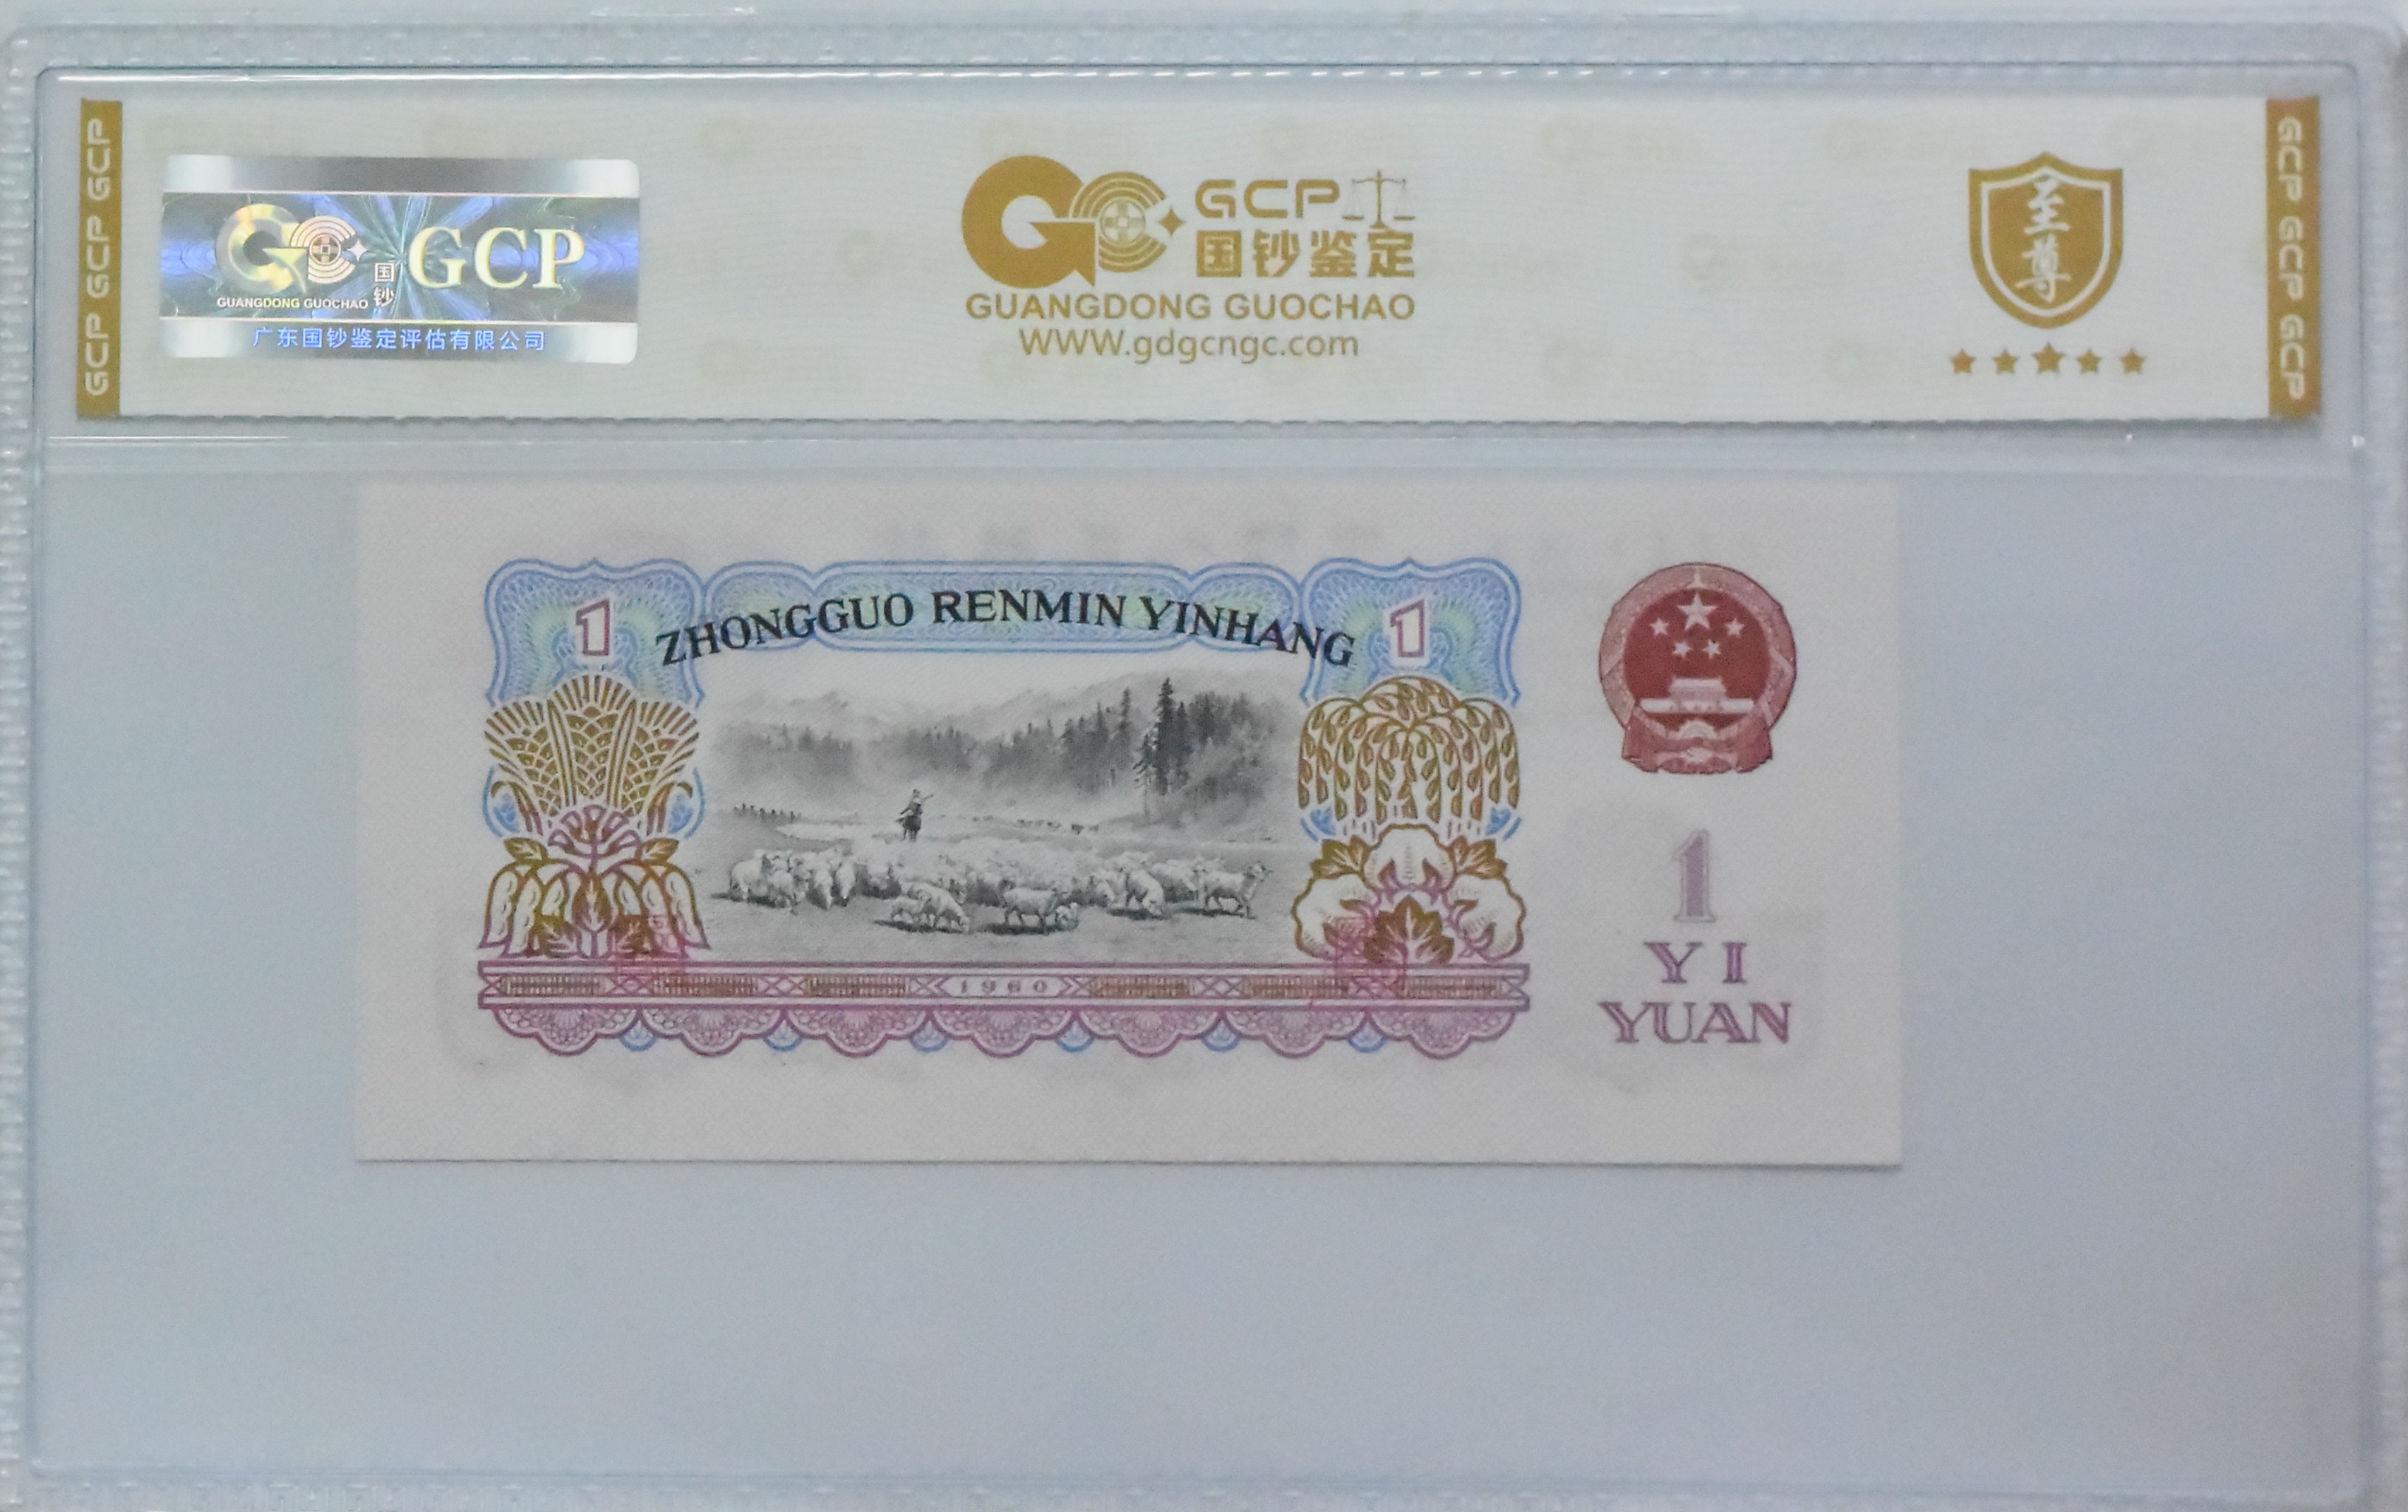 GCP GCP GCP
GCP
国钞
GUANGDONG GUOCHAO
广东国钞鉴定评估有限公司
GCP
国钞鉴定
GUANGDONG GUOCHAO
WWW.gdgcngc.com
至尊
GCP GCP GCP
1
ZHONGGUO RENMIN YINHANG
1
1960
1
YI
YUAN